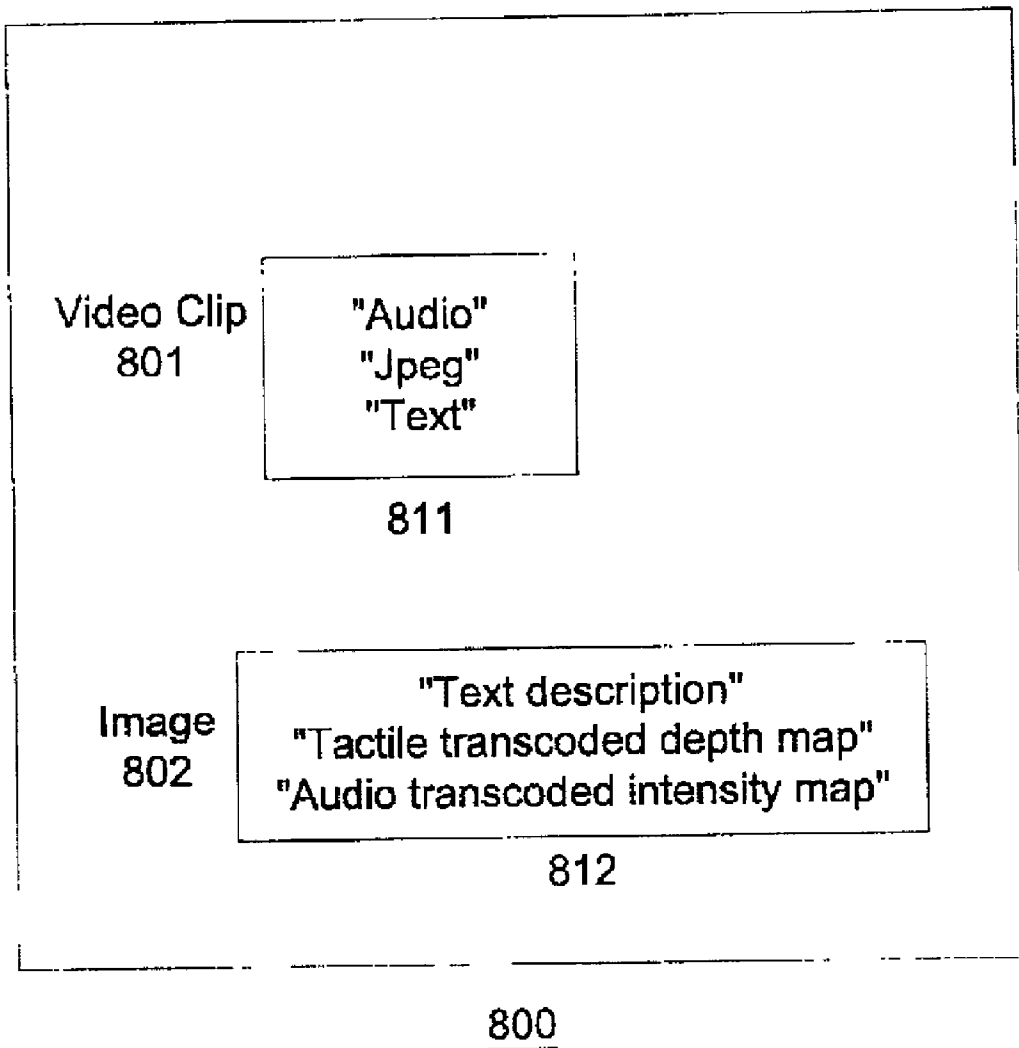 Video Clip
801
"Audio"
"Jpeg"
"Text"
811
Image
802
"Text description"
"Tactile transcoded depth map"
"Audio transcoded intensity map"
812
800